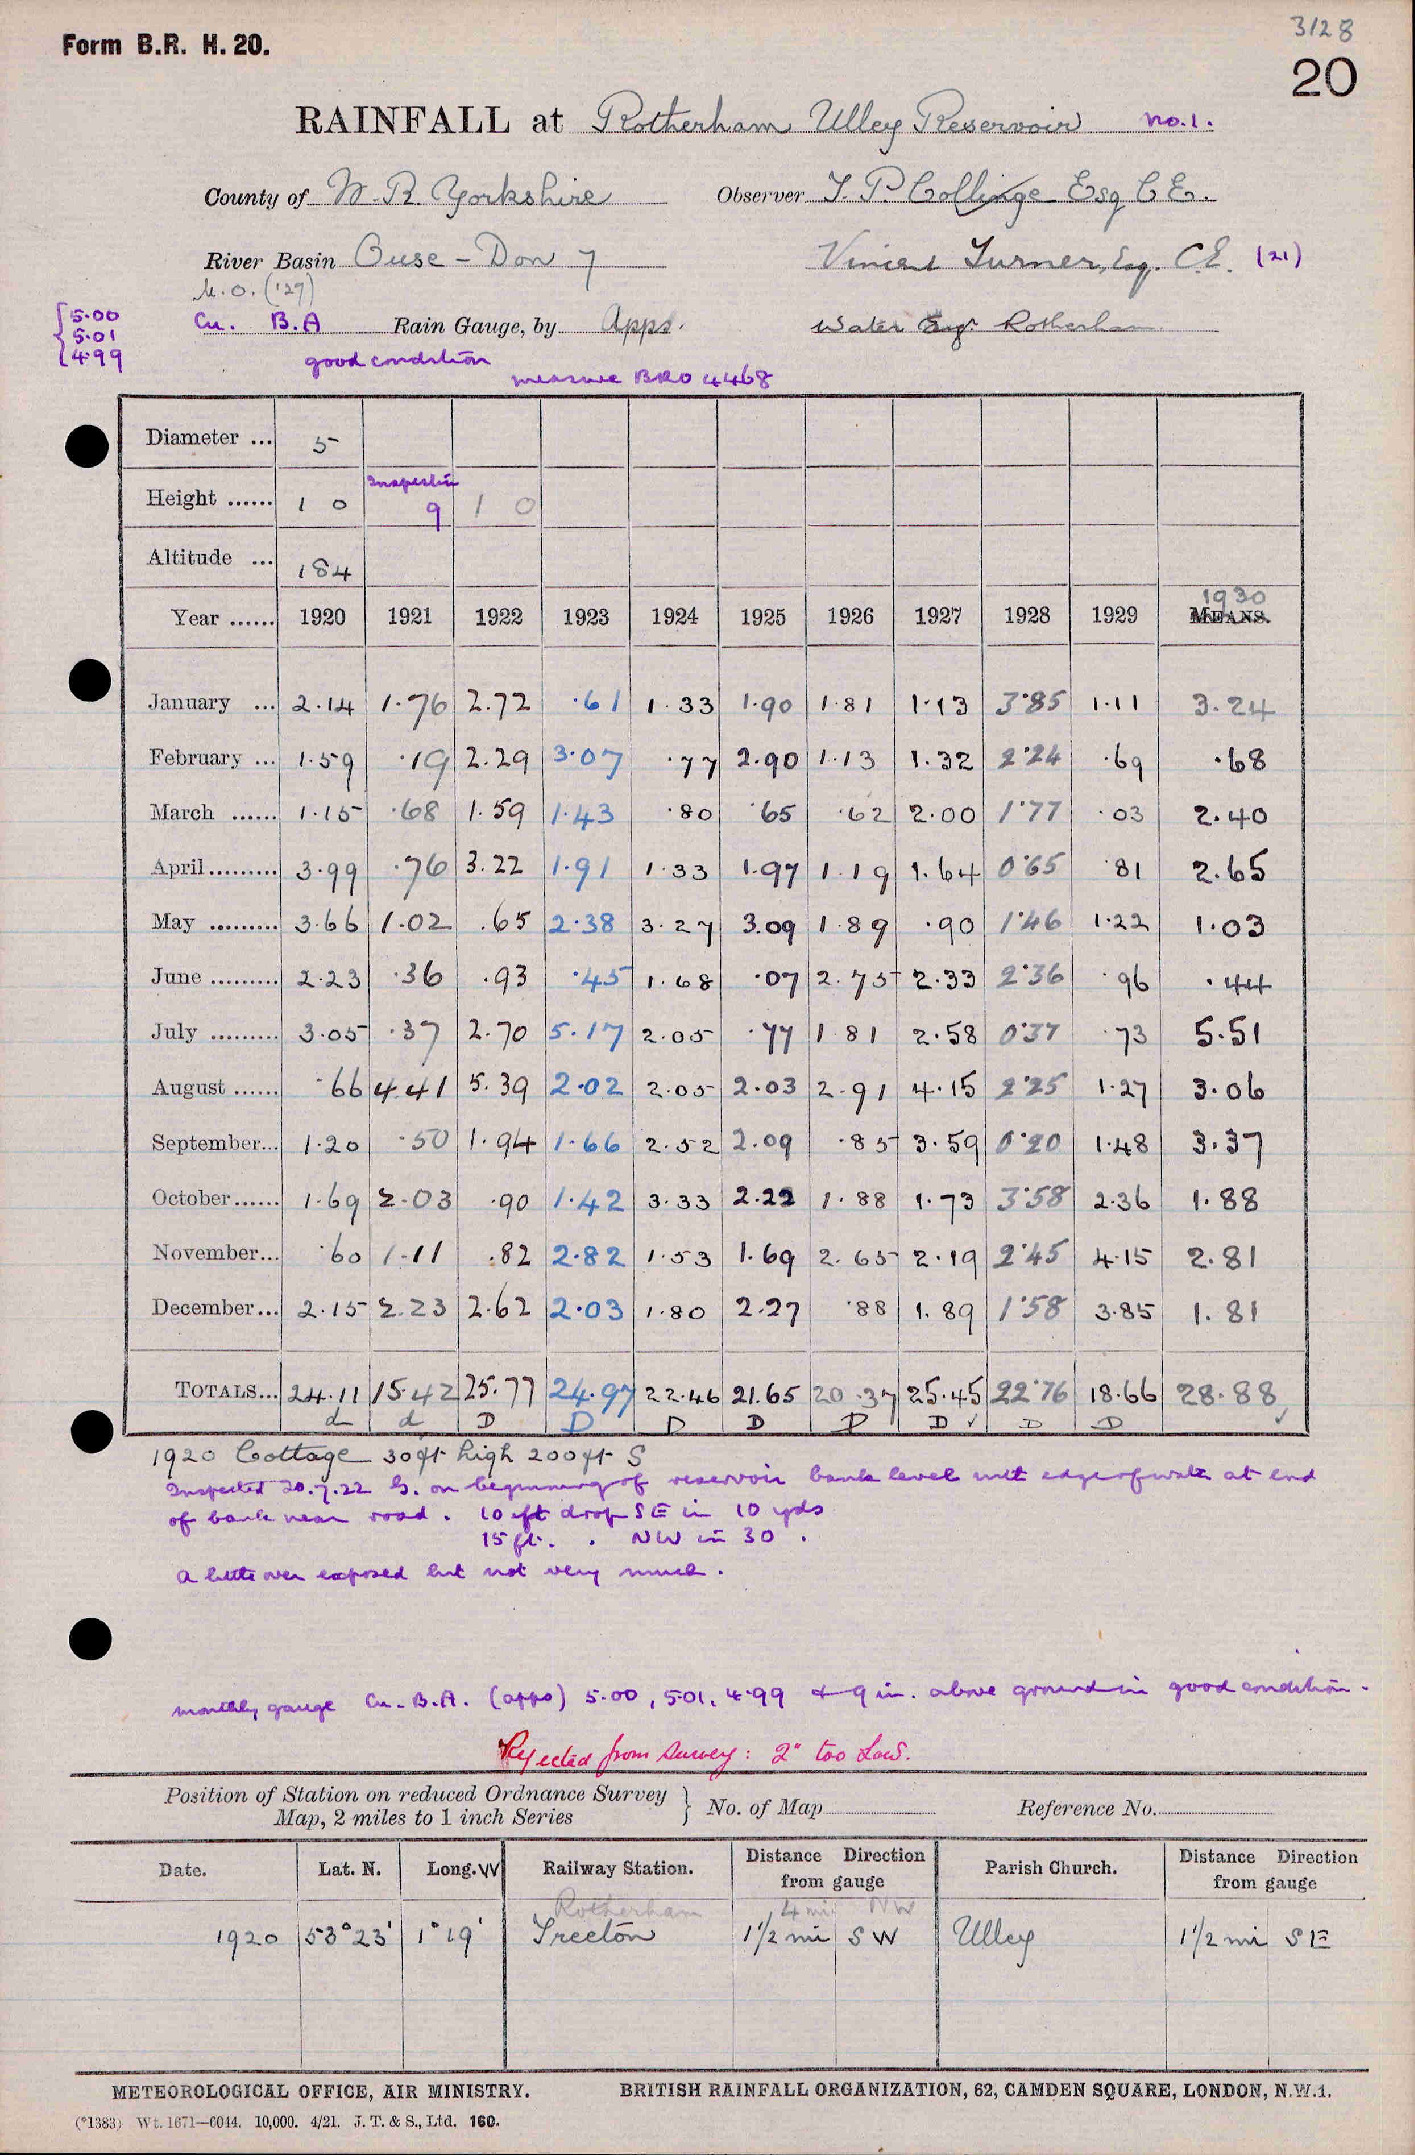 3128
Form B.R. H. 20.
20
RAINFALL at Rotherham Ulley Reservoir no.1.
County of W. R Yorkshire Observer T. P. Collinge Esq C E.
River Basin Ouse - Don 7 Vincent Turner, Esq. C.E. (21)
M.O. ('27)
{5.00 Cu. B.A Rain Gauge, by Apps. Water Engr Rotherham
5.01
4.99 good condition
measure BRO 4468
Diameter ... 5
Height ...... 1 0 Inspection 9 1 0
Altitude ... 184
Year ...... 1920 1921 1922 1923 1924 1925 1926 1927 1928 1929 MEANS. 1930
January ... 2.14 1.76 2.72 .61 1.33 1.90 1.81 1.13 3.85 1.11 3.24
February ... 1.59 .19 2.29 3.07 .77 2.90 1.13 1.32 2.24 .69 .68
March ...... 1.15 .68 1.59 1.43 .80 .65 .62 2.00 1.77 .03 2.40
April......... 3.99 .76 3.22 1.91 1.33 1.97 1.19 1.64 0.65 .81 2.65
May ......... 3.66 1.02 .65 2.38 3.27 3.09 1.89 .90 1.46 1.22 1.03
June ......... 2.23 .36 .93 .45 1.68 .07 2.75 2.33 2.36 .96 .44
July ......... 3.05 .37 2.70 5.17 2.05 .77 1.81 2.58 0.37 .73 5.51
August ...... .66 4.41 5.39 2.02 2.05 2.03 2.91 4.15 2.25 1.27 3.06
September... 1.20 .50 1.94 1.66 2.52 2.09 .85 3.59 0.20 1.48 3.37
October...... 1.69 2.03 .90 1.42 3.33 2.22 1.88 1.73 3.58 2.36 1.88
November... .60 1.11 .82 2.82 1.53 1.69 2.65 2.19 2.45 4.15 2.81
December... 2.15 2.23 2.62 2.03 1.80 2.27 .88 1.89 1.58 3.85 1.81
TOTALS... 24.11 15.42 25.77 24.97 22.46 21.65 20.37 25.45 22.76 18.66 28.88
d d D D D D D D ✓ D D ✓
1920 Cottage 30ft high 200ft S
Inspected 20.7.22 G. on beginning of reservoir bank level with edge of water at end
of bank near road. 10 ft drop SE in 10 yds
15 ft. . NW in 30 .
A little over exposed but not very much.
monthly gauge Cu. B.A. (apps) 5.00, 5.01, 4.99 & 9 in. above ground in good condition.
Rejected from survey: 2" too low.
Position of Station on reduced Ordnance Survey
Map, 2 miles to 1 inch Series } No. of Map Reference No.
Date. Lat. N. Long. W Railway Station. Distance Direction from gauge Parish Church. Distance Direction from gauge
Rotherham 4 mi NW
1920 53°23' 1°19' Treeton 1 1/2 mi SW Ulley 1 1/2 mi SE
METEOROLOGICAL OFFICE, AIR MINISTRY. BRITISH RAINFALL ORGANIZATION, 62, CAMDEN SQUARE, LONDON, N.W.1.
(*1383) Wt. 1671—6044. 10,000. 4/21. J. T. & S., Ltd. 160.